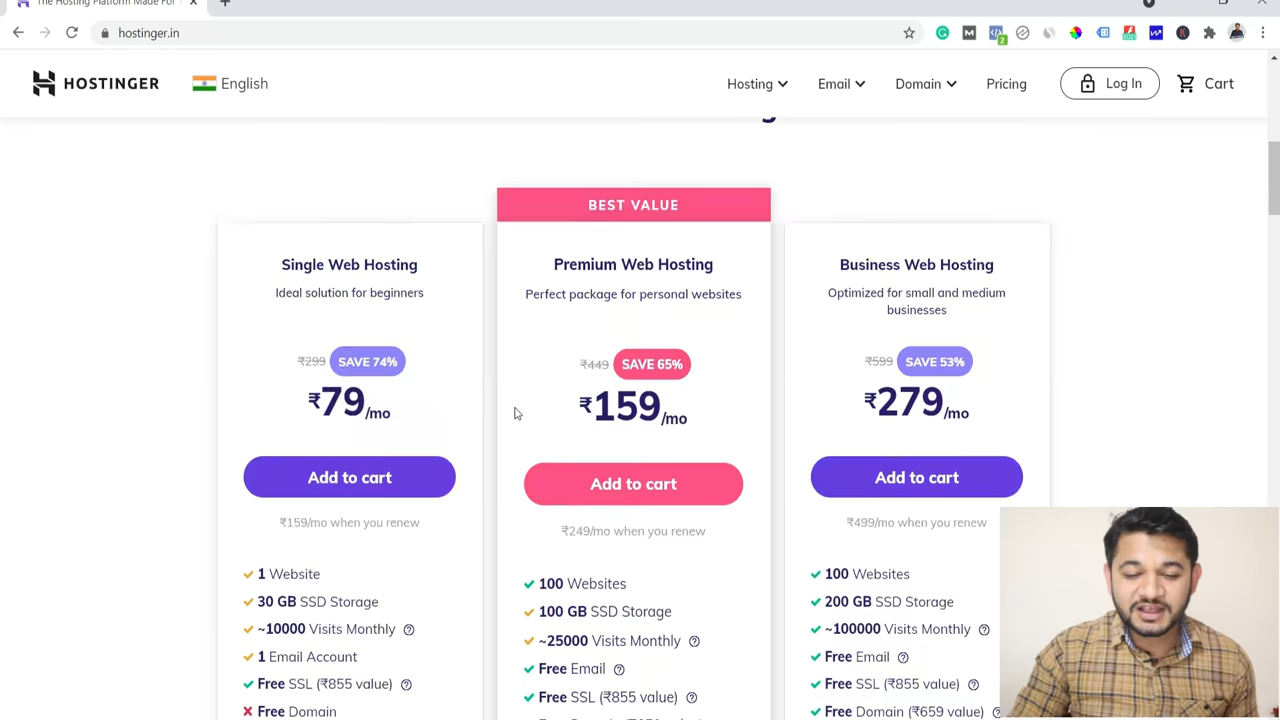 The Hosting Platform Made For
hostinger.in
2
HOSTINGER
English
Hosting
Email
Domain
Pricing
Log In
Cart
BEST VALUE
Single Web Hosting
Ideal solution for beginners
₹299 SAVE 74%
₹79/mo
Add to cart
₹159/mo when you renew
1 Website
30 GB SSD Storage
~10000 Visits Monthly
1 Email Account
Free SSL (₹855 value)
Free Domain
Premium Web Hosting
Perfect package for personal websites
₹449 SAVE 65%
₹159/mo
Add to cart
₹249/mo when you renew
100 Websites
100 GB SSD Storage
~25000 Visits Monthly
Free Email
Free SSL (₹855 value)
Business Web Hosting
Optimized for small and medium
businesses
₹599 SAVE 53%
₹279/mo
Add to cart
₹499/mo when you renew
100 Websites
200 GB SSD Storage
~100000 Visits Monthly
Free Email
Free SSL (₹855 value)
Free Domain (₹659 value)